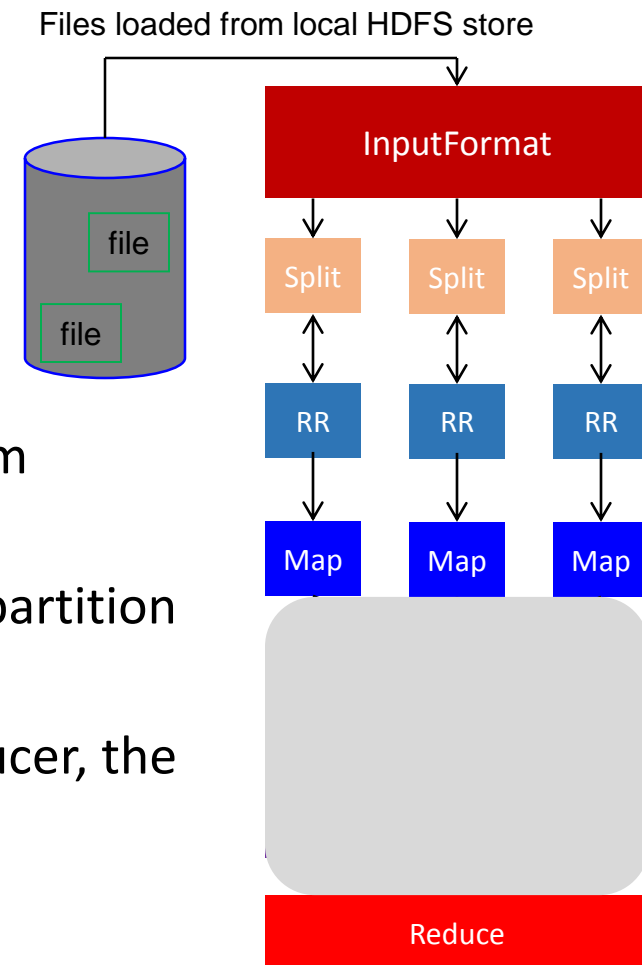 Files loaded from local HDFS store
InputFormat
file
Split Split Split
file
RR RR RR
m
Map Map Map
partition
ucer, the
Reduce